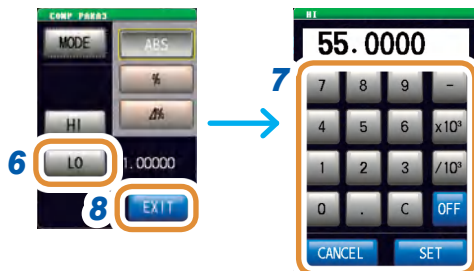 COMP PARA3
MODE
ABS
%
Δ%
HI
6
LO
1.00000
8
EXIT
HI
55.0000
7
7 8 9 -
4 5 6 x10³
1 2 3 /10³
0 . C OFF
CANCEL SET